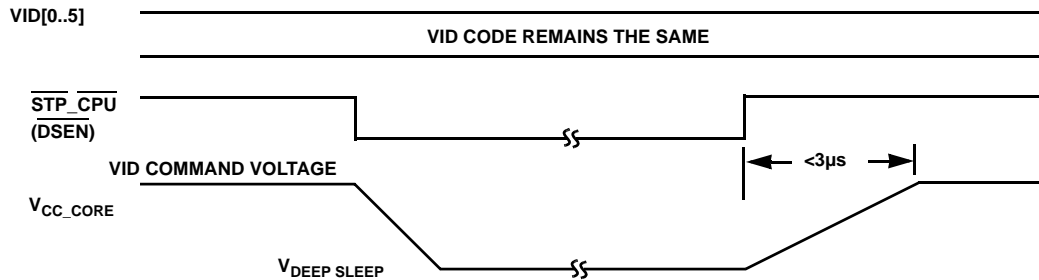 VID[0..5]
VID CODE REMAINS THE SAME
STP_CPU
(DSEN)
<3µs
VID COMMAND VOLTAGE
VCC_CORE
VDEEP SLEEP